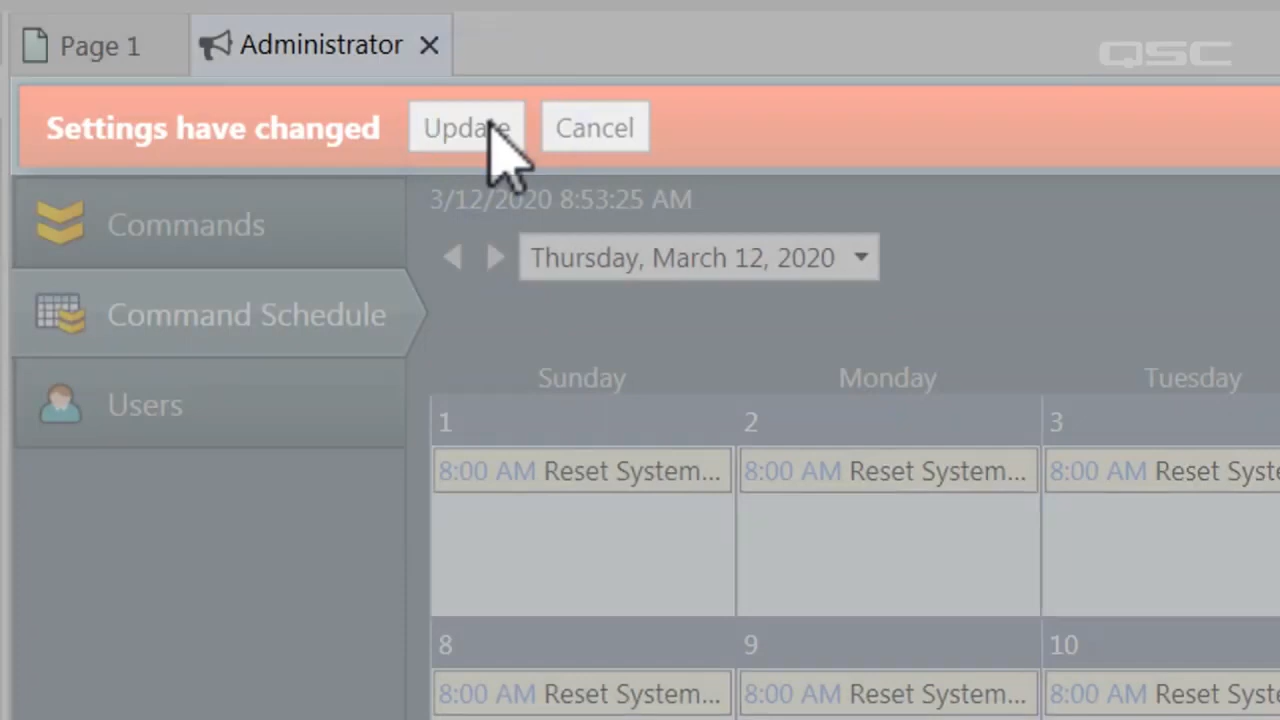 Page 1
Administrator
QSC
Settings have changed
Update
Cancel
3/12/2020 8:53:25 AM
Commands
Thursday, March 12, 2020
Command Schedule
Users
Sunday
Monday
Tuesday
1
2
3
8:00 AM Reset System...
8:00 AM Reset System...
8:00 AM Reset Syste
8
9
10
8:00 AM Reset System...
8:00 AM Reset System...
8:00 AM Reset Syste